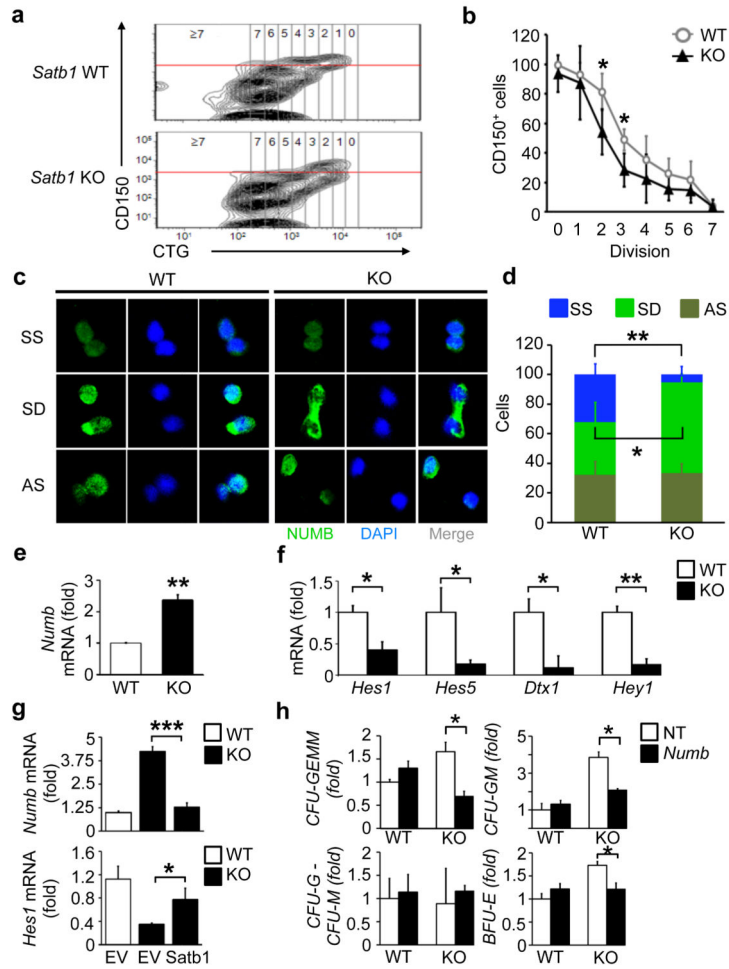 a
≥7 7 6 5 4 3 2 1 0
Satb1 WT
≥7 7 6 5 4 3 2 1 0
10⁵
10⁴
10³
10²
10¹
Satb1 KO
CD150
10¹ 10² 10³ 10⁴
CTG
b
WT
KO
CD150⁺ cells
120
100
80
60
40
20
0
* *
0 1 2 3 4 5 6 7
Division
c
WT KO
SS
SD
AS
NUMB DAPI Merge
d
SS SD AS
Cells
120
100
80
60
40
20
0
**
*
WT KO
e
Numb
mRNA (fold)
3
2
1
0
**
WT KO
f
WT
KO
mRNA (fold)
1.5
1
0.5
0
* * * **
Hes1 Hes5 Dtx1 Hey1
g
WT
KO
Numb mRNA
(fold)
5
3.75
2.5
1.25
0
***
WT
KO
Hes1 mRNA
(fold)
1.6
1.2
0.8
0.4
0
*
EV EV Satb1
h
NT
Numb
CFU-GEMM
(fold)
2
1.5
1
0.5
0
*
WT KO
CFU-GM (fold)
5
4
3
2
1
0
*
WT KO
CFU-G -
CFU-M (fold)
2
1.5
1
0.5
0
WT KO
BFU-E (fold)
2
1.5
1
0.5
0
*
WT KO